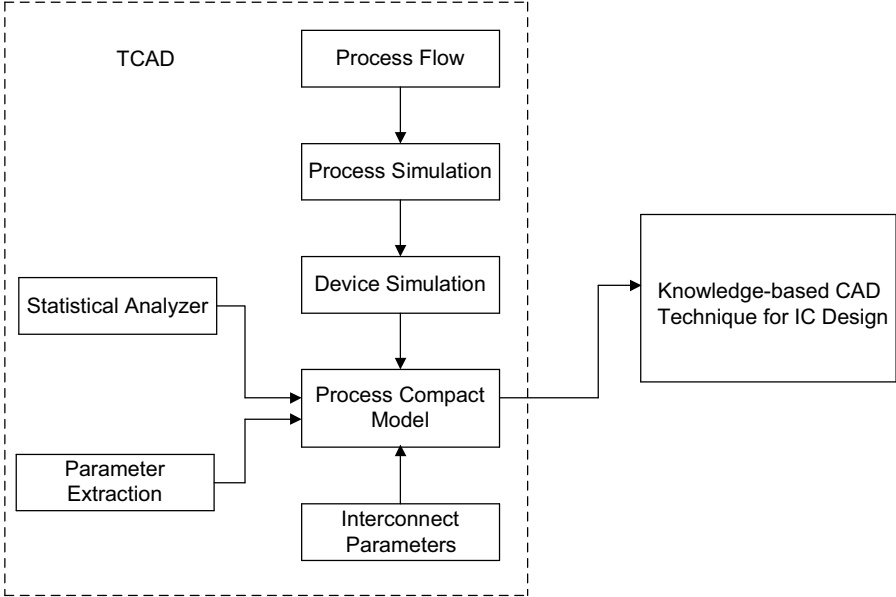 TCAD
Process Flow
Process Simulation
Device Simulation
Statistical Analyzer
Knowledge-based CAD
Technique for IC Design
Process Compact
Model
Parameter
Extraction
Interconnect
Parameters